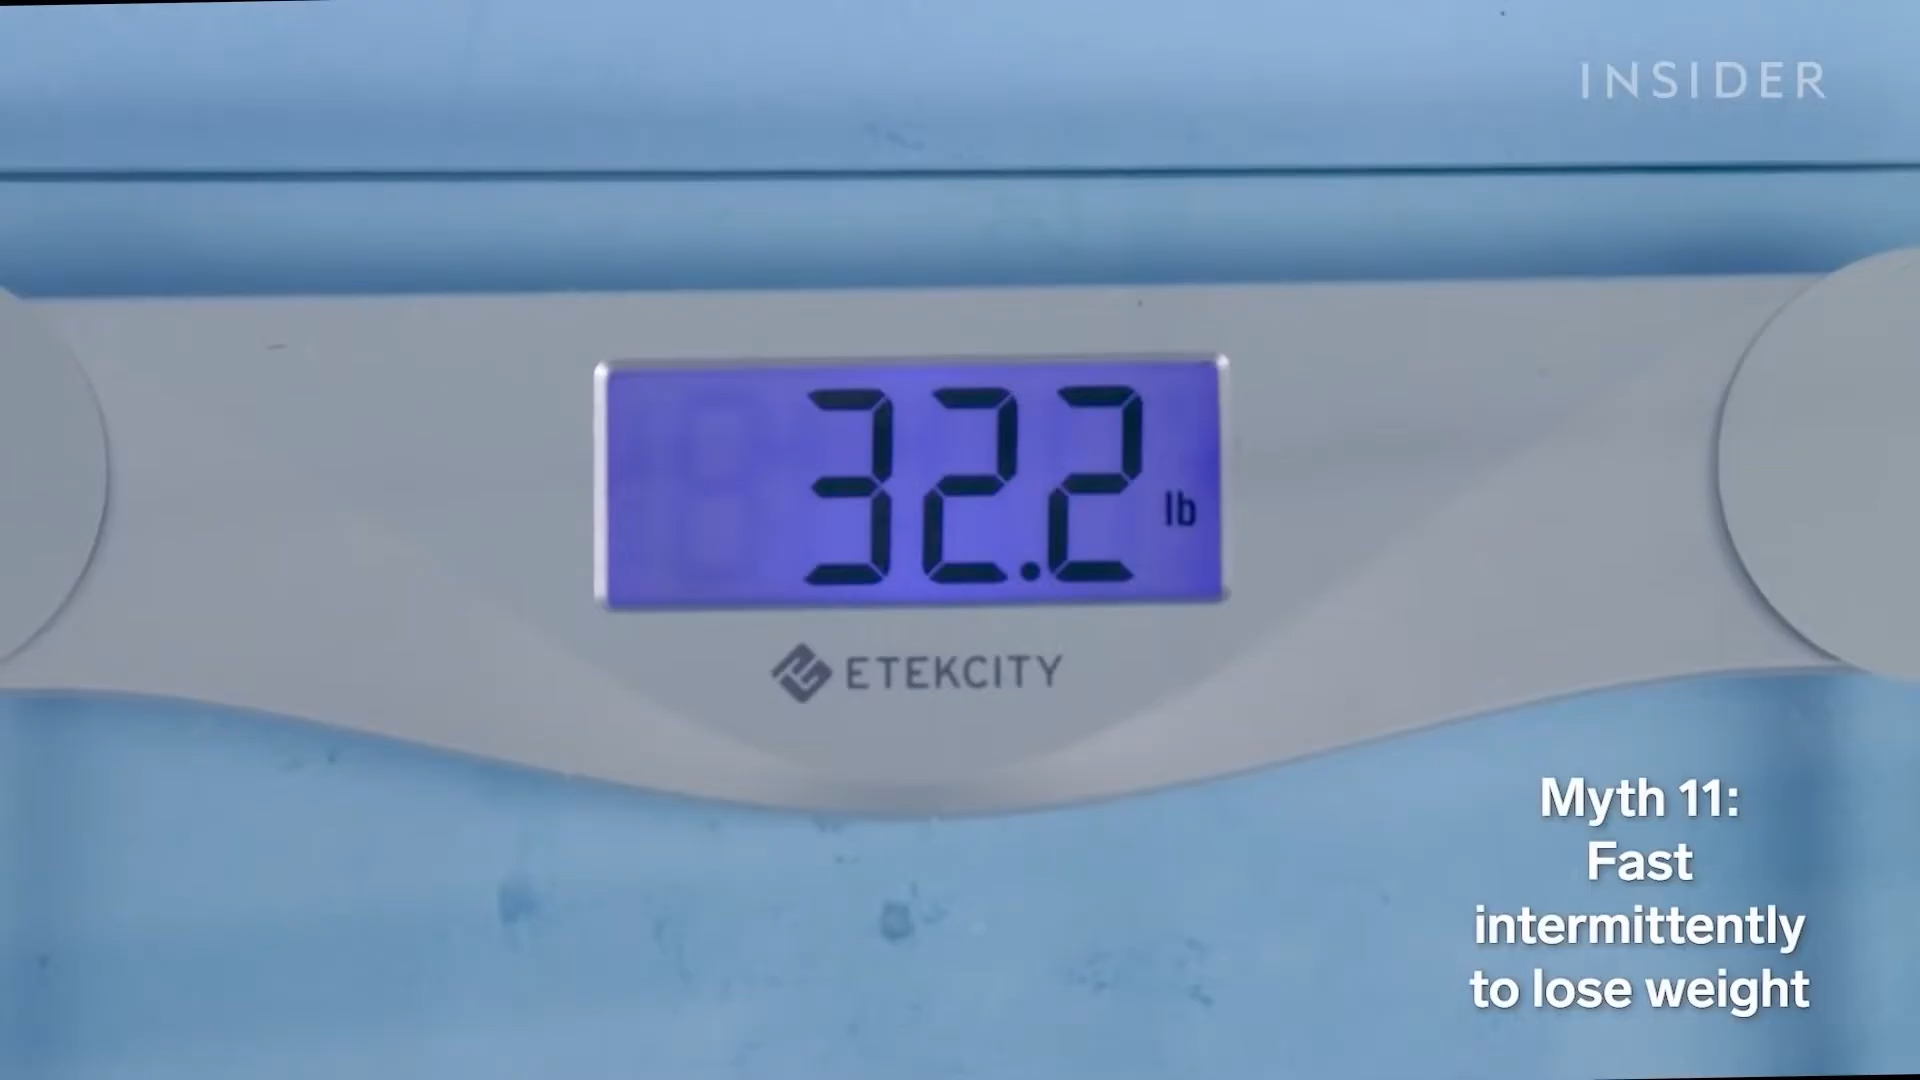 INSIDER
32.2 lb
ETEKCITY
Myth 11:
Fast
intermittently
to lose weight